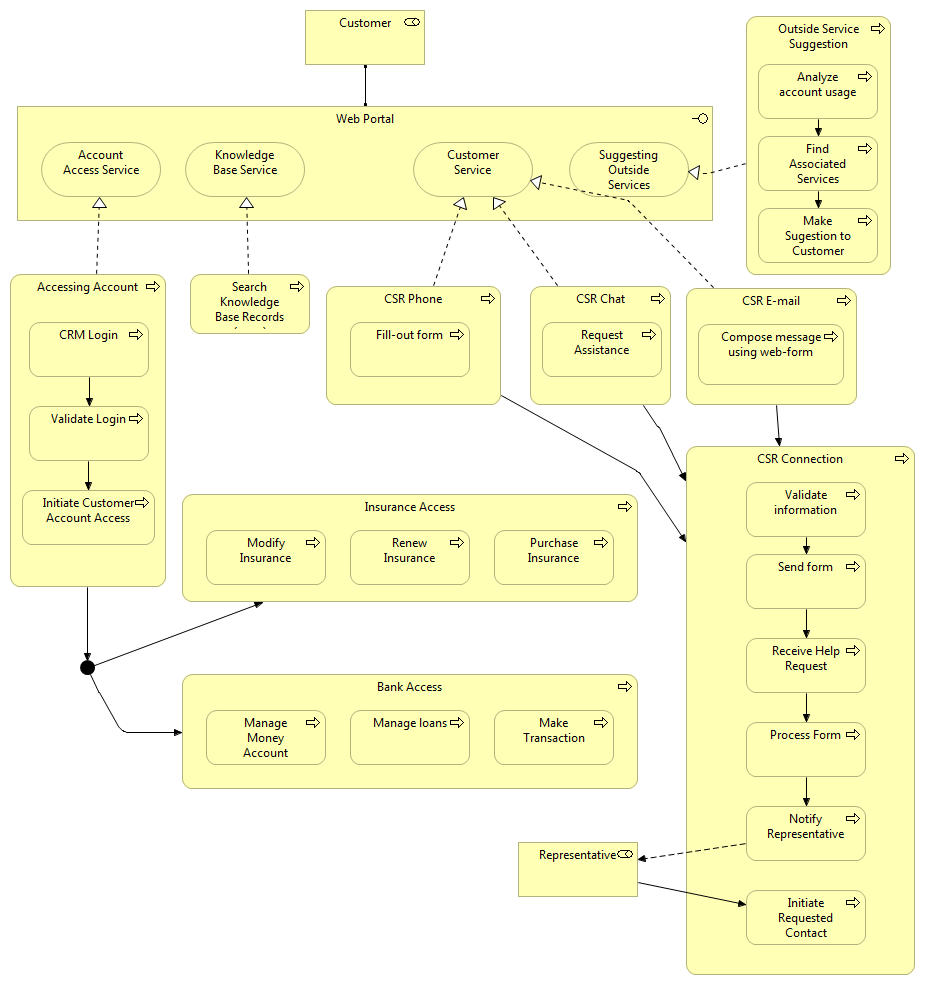 Customer
Outside Service
Suggestion
Analyze
account usage
Find
Associated
Services
Make
Sugestion to
Customer
Web Portal
Account
Access Service
Knowledge
Base Service
Customer
Service
Suggesting
Outside
Services
Accessing Account
CRM Login
Validate Login
Initiate Customer
Account Access
Search
Knowledge
Base Records
CSR Phone
Fill-out form
CSR Chat
Request
Assistance
CSR E-mail
Compose message
using web-form
Insurance Access
Modify
Insurance
Renew
Insurance
Purchase
Insurance
Bank Access
Manage
Money
Account
Manage loans
Make
Transaction
CSR Connection
Validate
information
Send form
Receive Help
Request
Process Form
Notify
Representative
Representative
Initiate
Requested
Contact